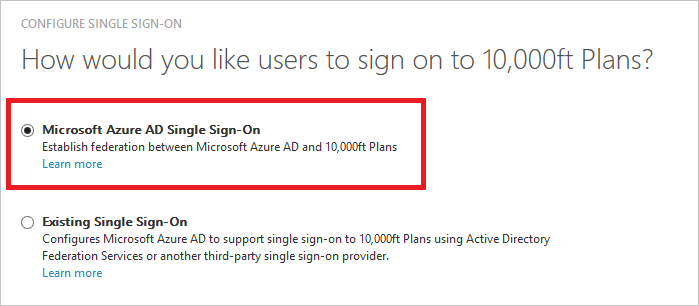 CONFIGURE SINGLE SIGN-ON
How would you like users to sign on to 10,000ft Plans?
Microsoft Azure AD Single Sign-On
Establish federation between Microsoft Azure AD and 10,000ft Plans
Learn more
Existing Single Sign-On
Configures Microsoft Azure AD to support single sign-on to 10,000ft Plans using Active Directory
Federation Services or another third-party single sign-on provider.
Learn more